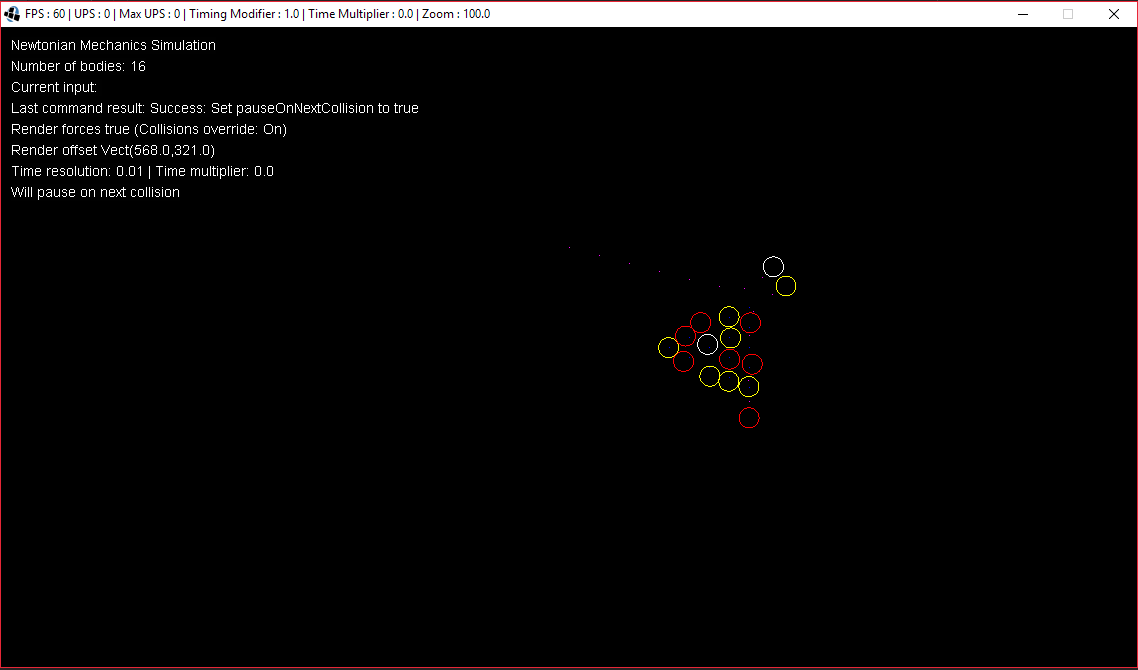 FPS : 60 | UPS : 0 | Max UPS : 0 | Timing Modifier : 1.0 | Time Multiplier : 0.0 | Zoom : 100.0
Newtonian Mechanics Simulation
Number of bodies: 16
Current input:
Last command result: Success: Set pauseOnNextCollision to true
Render forces true (Collisions override: On)
Render offset Vect(568.0,321.0)
Time resolution: 0.01 | Time multiplier: 0.0
Will pause on next collision